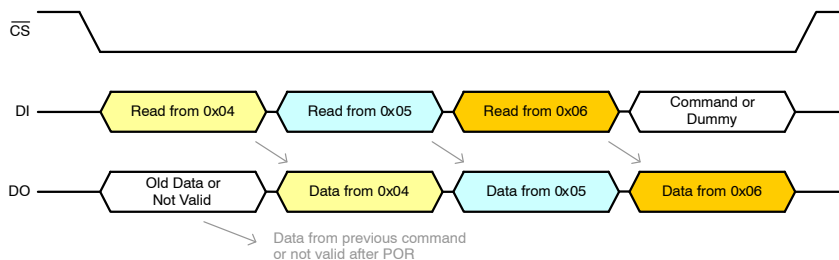 CS
DI
Read from 0x04
Read from 0x05
Read from 0x06
Command or
Dummy
DO
Old Data or
Not Valid
Data from 0x04
Data from 0x05
Data from 0x06
Data from previous command
or not valid after POR